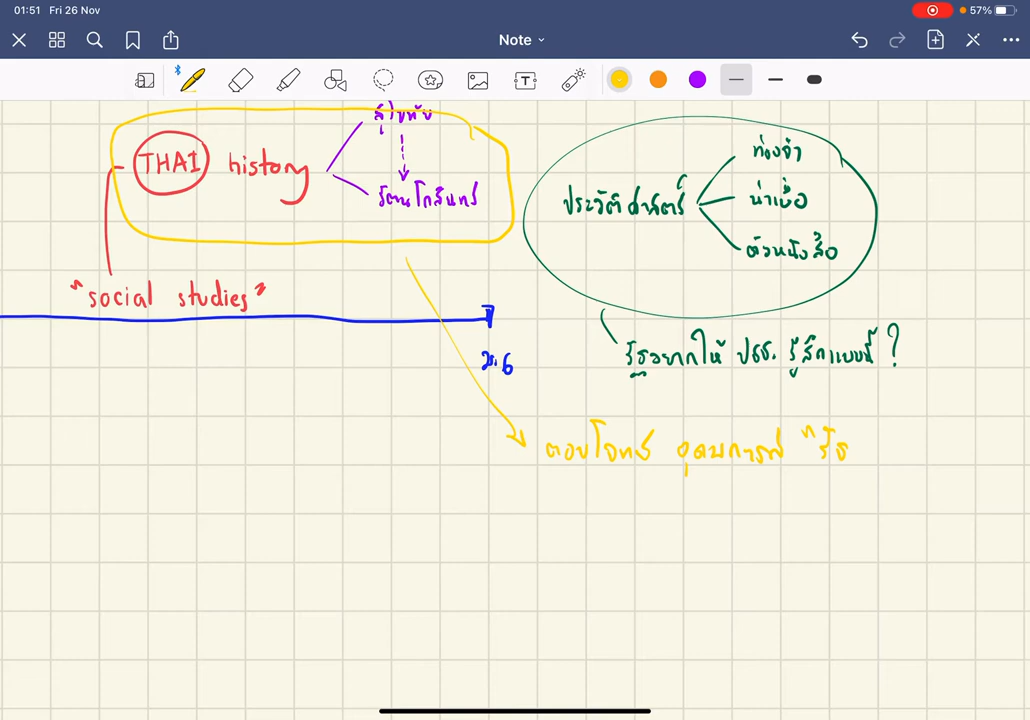 01:51 Fri 26 Nov
57%
Note
T
สุโขทัย
THAI history
รัตนโกสินทร์
"social studies"
ม.6
ท่องจำ
ประวัติศาสตร์
น่าเบื่อ
ตัวหนังสือ
รัฐอยากให้ ปชช. รู้สึกแบบนี้ ?
ตอบโจทย์ อุดมการณ์ "รัฐ